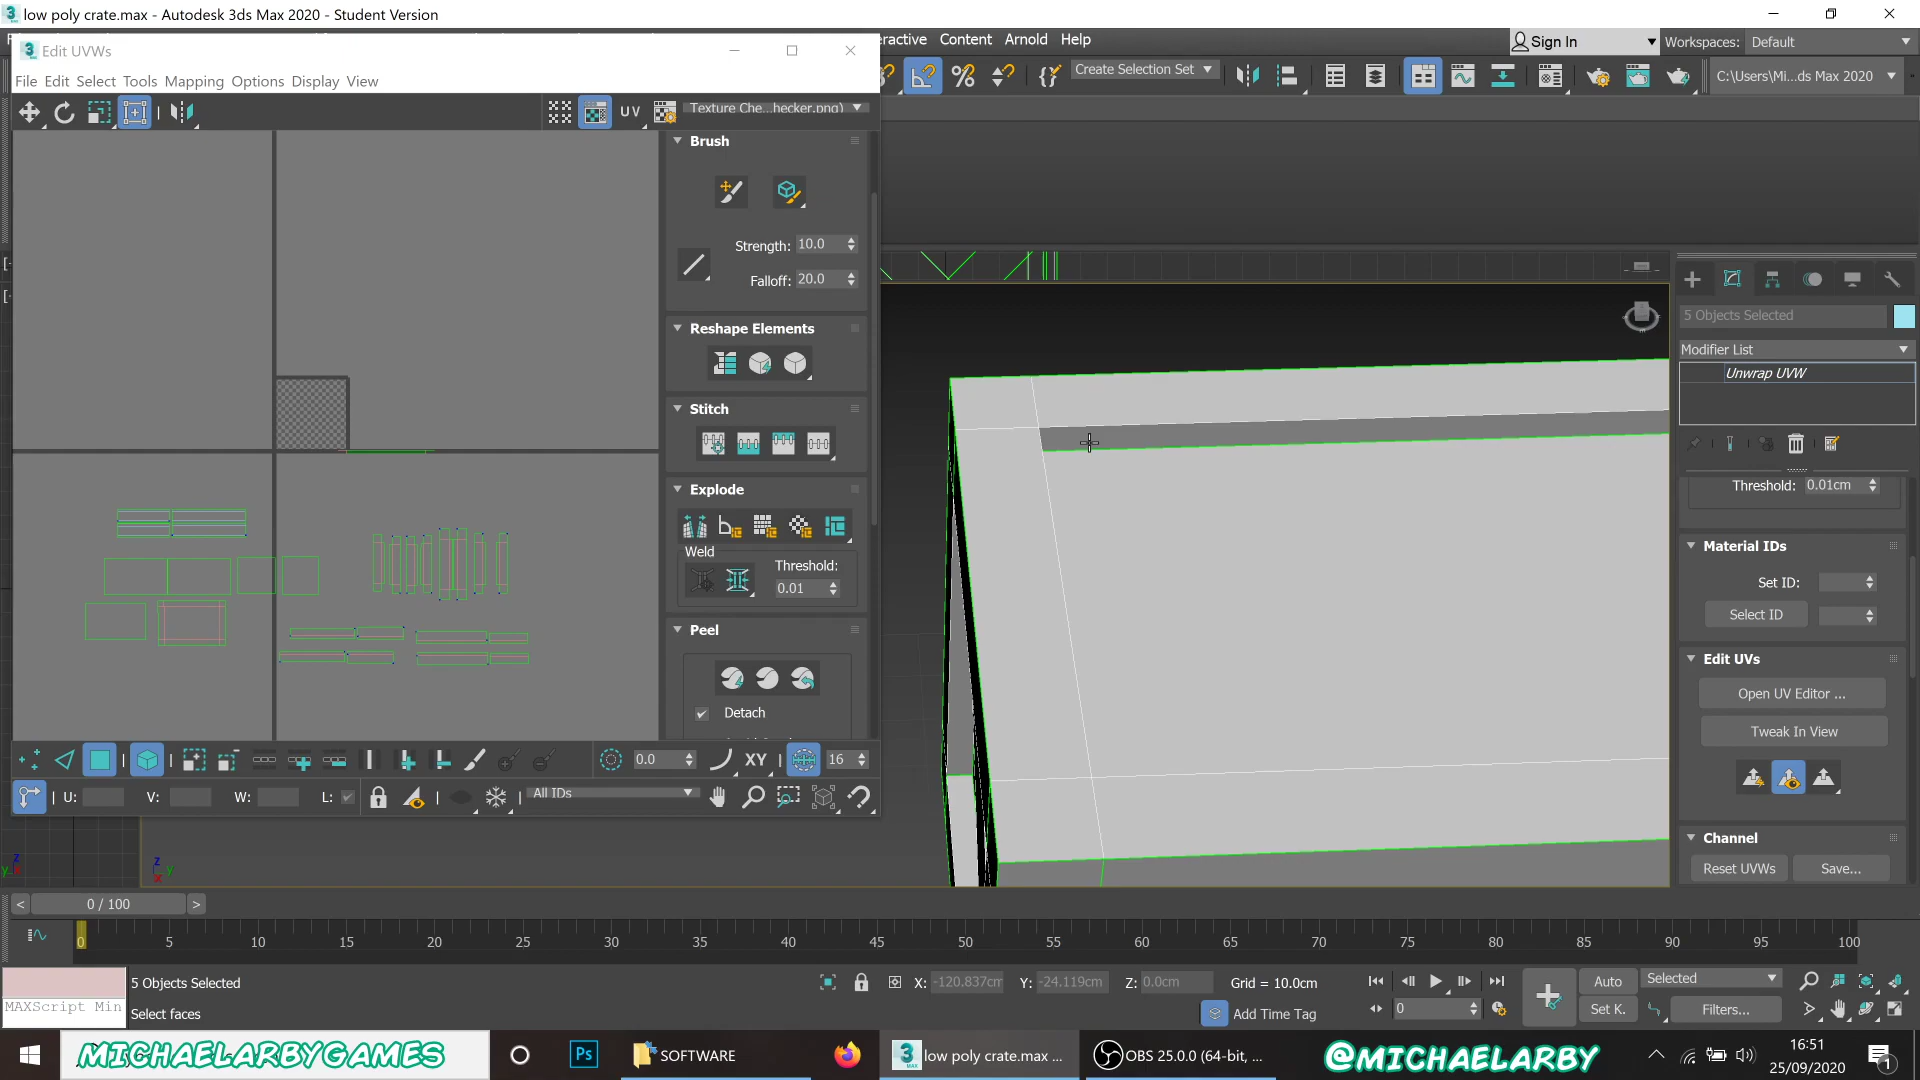 low poly crate.max - Autodesk 3ds Max 2020 - Student Version
Edit UVWs
eractive Content Arnold Help
Sign In
Workspaces: Default
File Edit Select Tools Mapping Options Display View
Create Selection Set
C:\Users\Mi...ds Max 2020
UV
Texture Che...hecker.png)
Brush
Strength: 10.0
Falloff: 20.0
Reshape Elements
Stitch
Explode
Weld
Threshold:
0.01
Peel
Detach
0.0
XY
16
U:
V:
W:
L:
All IDs
5 Objects Selected
Modifier List
Unwrap UVW
Threshold: 0.01cm
Material IDs
Set ID:
Select ID
Edit UVs
Open UV Editor ...
Tweak In View
Channel
Reset UVWs Save...
z
y
x
z
y
x
< 0 / 100 >
0 5 10 15 20 25 30 35 40 45 50 55 60 65 70 75 80 85 90 95 100
MAXScript Min
5 Objects Selected
Select faces
X: -120.837cm Y: -24.119cm Z: 0.0cm Grid = 10.0cm
Add Time Tag
0
Auto Selected
Set K. Filters...
MICHAELARBYGAMES
Ps
SOFTWARE
3
MAX
low poly crate.max ...
OBS 25.0.0 (64-bit, ...
@MICHAELARBY
16:51
25/09/2020
1